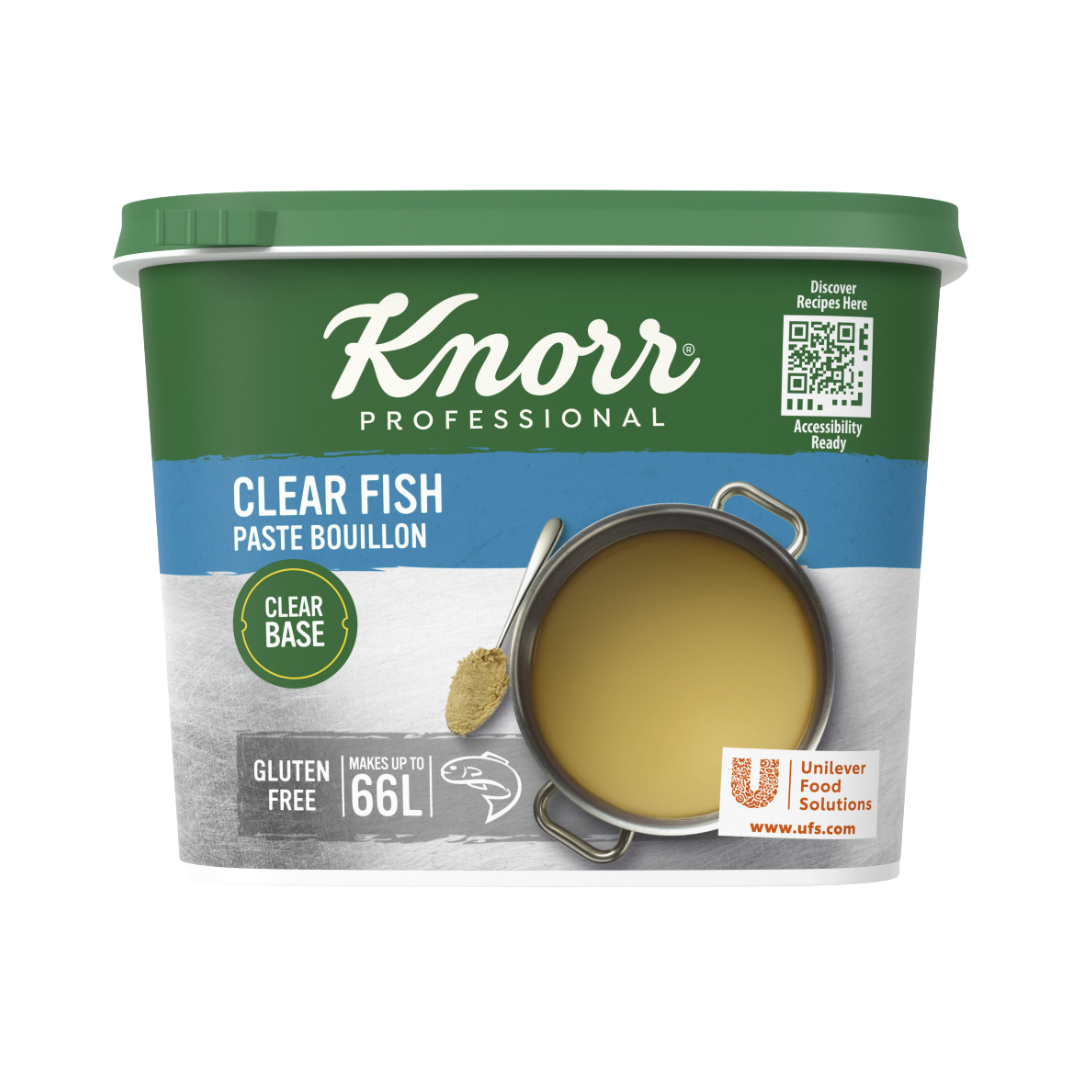 Knorr®
PROFESSIONAL
Discover
Recipes Here
Accessibility
Ready
CLEAR FISH
PASTE BOUILLON
CLEAR
BASE
GLUTEN
FREE
MAKES UP TO
66L
Unilever
Food
Solutions
www.ufs.com